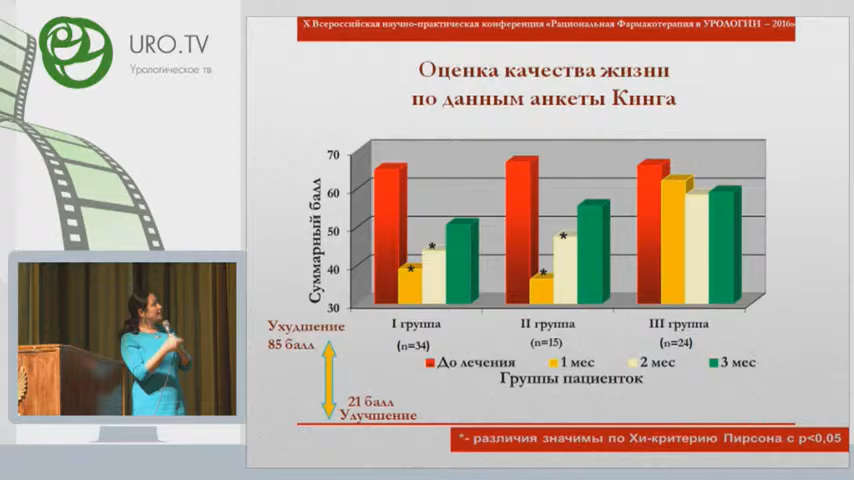 X Всероссийская научно-практическая конференция «Рациональная Фармакотерапия в УРОЛОГИИ – 2016»
URO.TV
Урологическое тв
Оценка качества жизни
по данным анкеты Кинга
Суммарный балл
70
60
50
40
30
* * * *
I группа II группа III группа
(n=34) (n=15) (n=24)
До лечения 1 мес 2 мес 3 мес
Группы пациенток
Ухудшение
85 балл
21 балл
Улучшение
*- различия значимы по Хи-критерию Пирсона с p<0,05